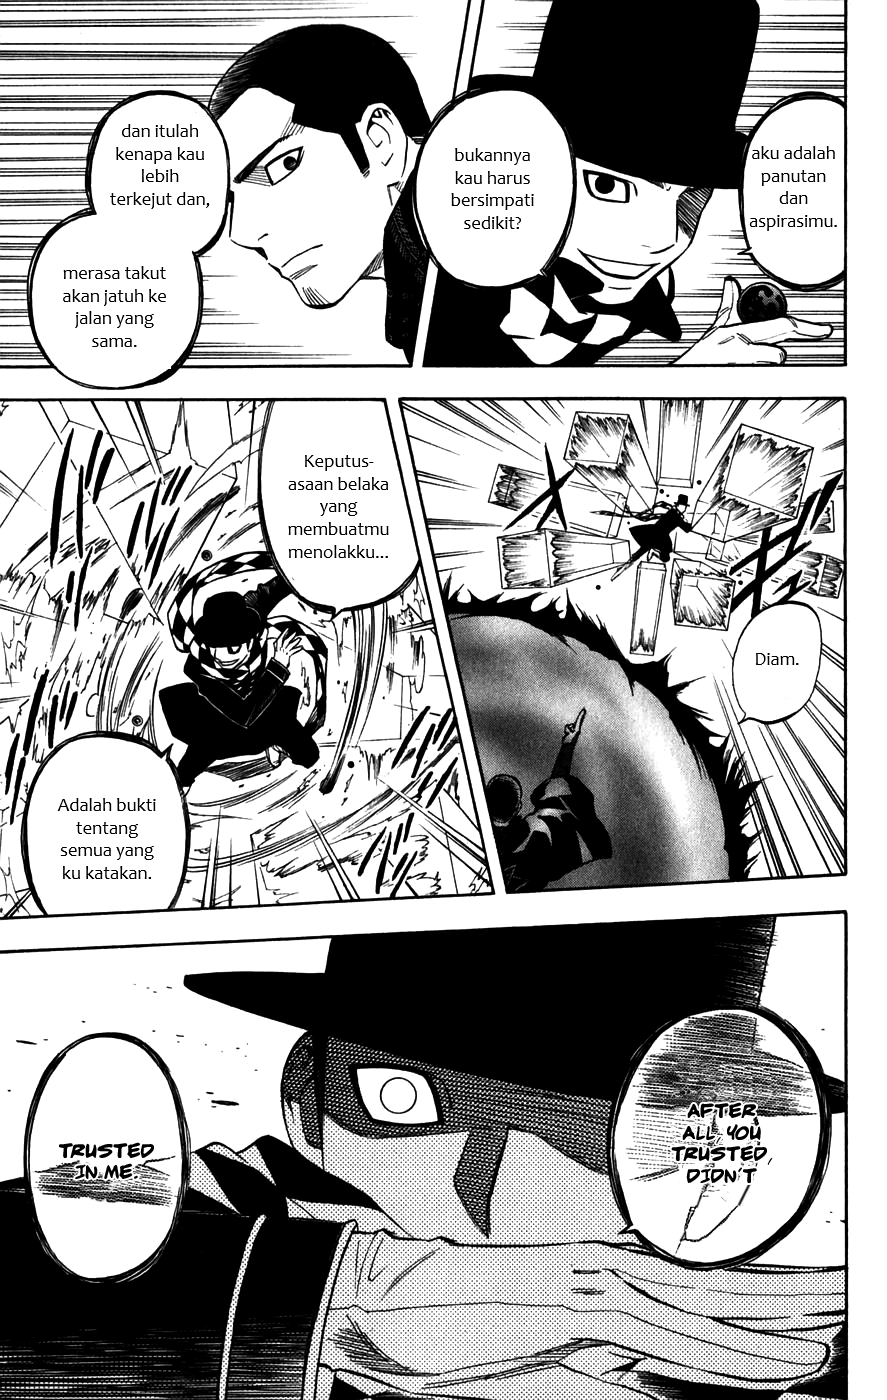 aku adalah
panutan
dan
aspirasimu.
bukannya
kau harus
bersimpati
sedikit?
dan itulah
kenapa kau
lebih
terkejut dan,
merasa takut
akan jatuh ke
jalan yang
sama.
Diam.
Keputus-
asaan belaka
yang
membuatmu
menolakku...
Adalah bukti
tentang
semua yang
ku katakan.
AFTER
ALL, YOU
TRUSTED,
DIDN'T
TRUSTED
IN ME.